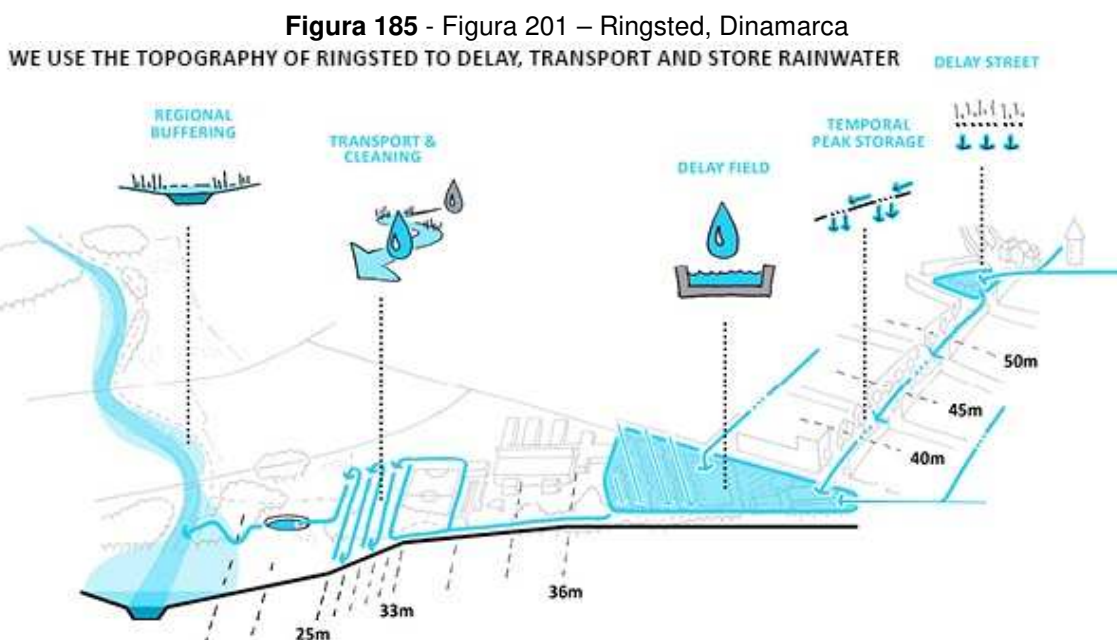 Figura 185 - Figura 201 – Ringsted, Dinamarca
WE USE THE TOPOGRAPHY OF RINGSTED TO DELAY, TRANSPORT AND STORE RAINWATER
DELAY STREET
REGIONAL
BUFFERING
TRANSPORT &
CLEANING
TEMPORAL
PEAK STORAGE
DELAY FIELD
50m
45m
40m
36m
33m
25m